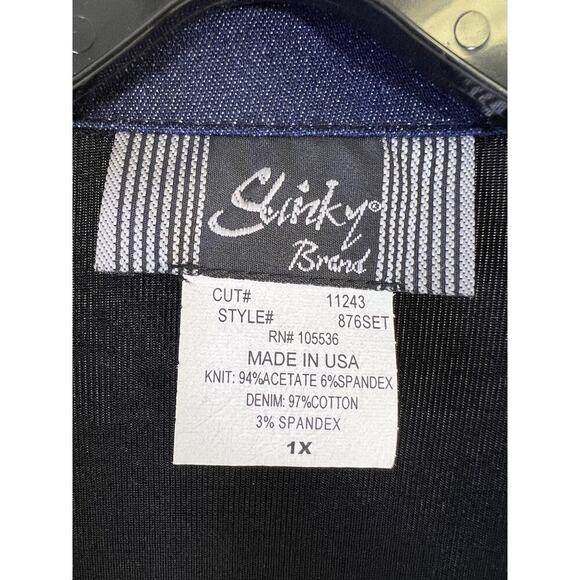 Slinky®
Brand
CUT# 11243
STYLE# 876SET
RN# 105536
MADE IN USA
KNIT: 94%ACETATE 6%SPANDEX
DENIM: 97%COTTON
3% SPANDEX
1X